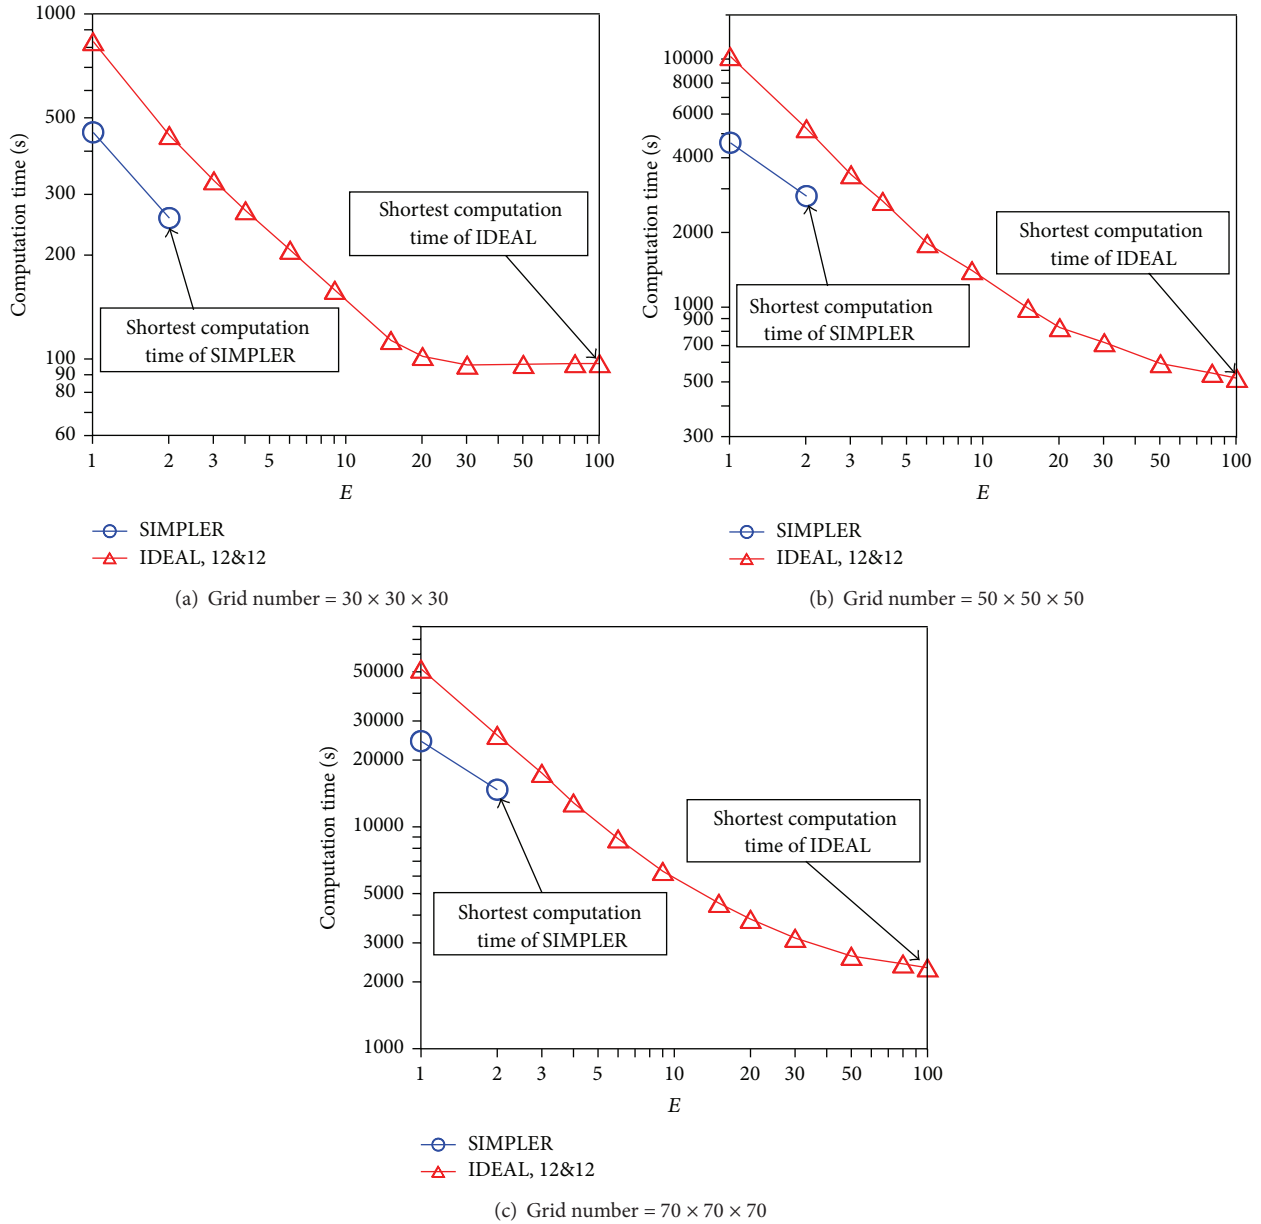 1000
500
300
200
100
90
80
60
Computation time (s)
Shortest computation
time of IDEAL
Shortest computation
time of SIMPLER
1 2 3 5 10 20 30 50 100
E
SIMPLER
IDEAL, 12&12
(a) Grid number = 30 × 30 × 30
10000
8000
6000
4000
2000
1000
900
700
500
300
Computation time (s)
Shortest computation
time of IDEAL
Shortest computation
time of SIMPLER
1 2 3 5 10 20 30 50 100
E
SIMPLER
IDEAL, 12&12
(b) Grid number = 50 × 50 × 50
50000
30000
20000
10000
5000
3000
2000
1000
Computation time (s)
Shortest computation
time of IDEAL
Shortest computation
time of SIMPLER
1 2 3 5 10 20 30 50 100
E
SIMPLER
IDEAL, 12&12
(c) Grid number = 70 × 70 × 70